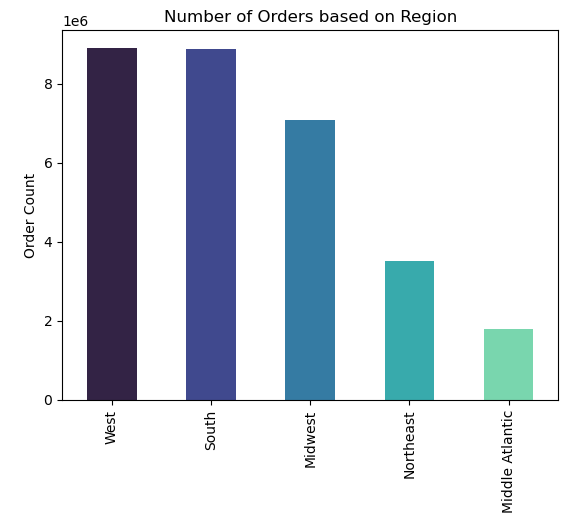 Number of Orders based on Region
1e6
8
6
4
2
0
Order Count
West
South
Midwest
Northeast
Middle Atlantic